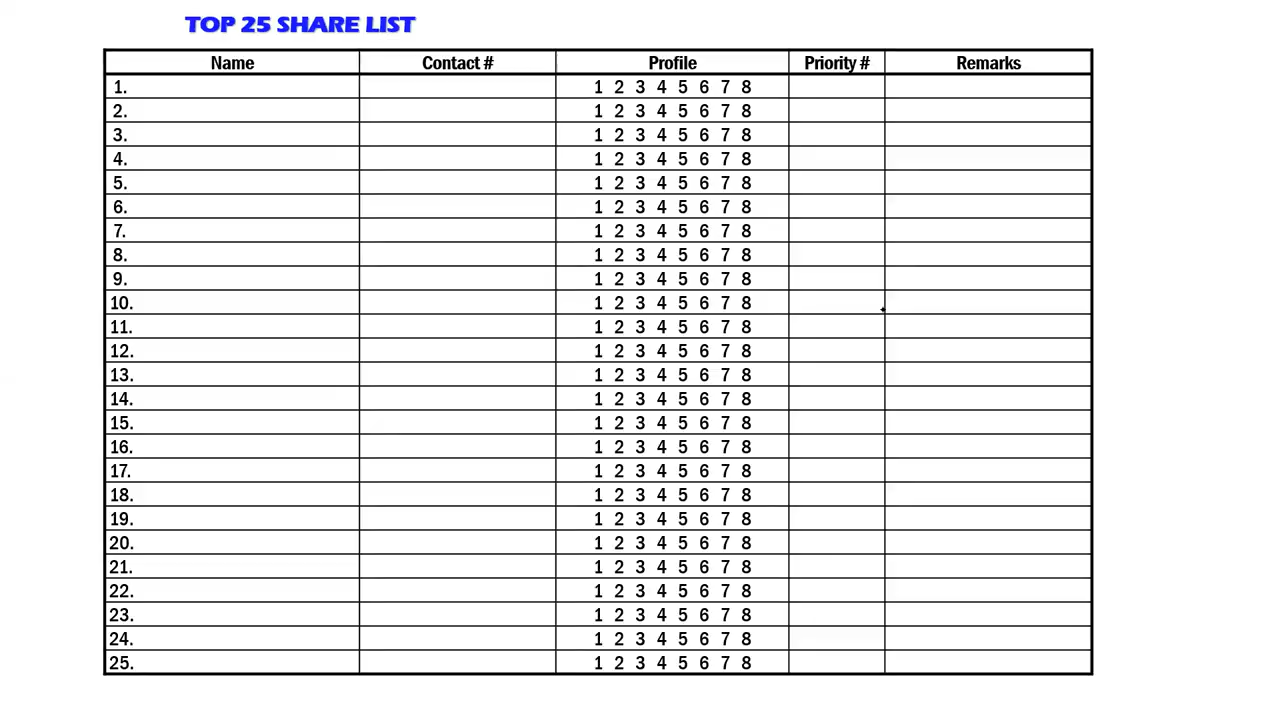 TOP 25 SHARE LIST
Name Contact # Profile Priority # Remarks
1. 1 2 3 4 5 6 7 8
2. 1 2 3 4 5 6 7 8
3. 1 2 3 4 5 6 7 8
4. 1 2 3 4 5 6 7 8
5. 1 2 3 4 5 6 7 8
6. 1 2 3 4 5 6 7 8
7. 1 2 3 4 5 6 7 8
8. 1 2 3 4 5 6 7 8
9. 1 2 3 4 5 6 7 8
10. 1 2 3 4 5 6 7 8
11. 1 2 3 4 5 6 7 8
12. 1 2 3 4 5 6 7 8
13. 1 2 3 4 5 6 7 8
14. 1 2 3 4 5 6 7 8
15. 1 2 3 4 5 6 7 8
16. 1 2 3 4 5 6 7 8
17. 1 2 3 4 5 6 7 8
18. 1 2 3 4 5 6 7 8
19. 1 2 3 4 5 6 7 8
20. 1 2 3 4 5 6 7 8
21. 1 2 3 4 5 6 7 8
22. 1 2 3 4 5 6 7 8
23. 1 2 3 4 5 6 7 8
24. 1 2 3 4 5 6 7 8
25. 1 2 3 4 5 6 7 8